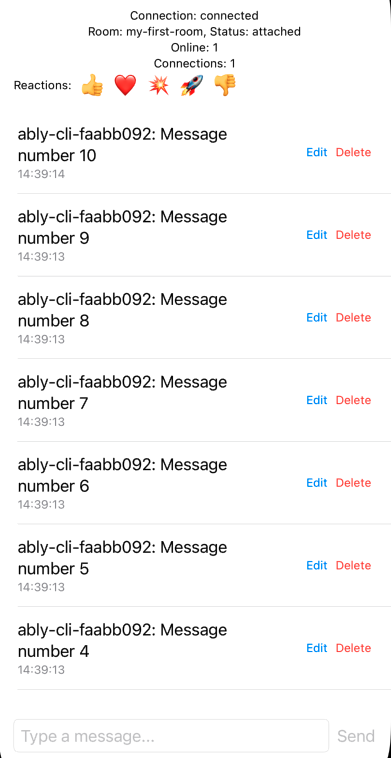 Connection: connected
Room: my-first-room, Status: attached
Online: 1
Connections: 1
Reactions: 👍 ❤️ 💥 🚀 👎
ably-cli-faabb092: Message
number 10
14:39:14
Edit Delete
ably-cli-faabb092: Message
number 9
14:39:13
Edit Delete
ably-cli-faabb092: Message
number 8
14:39:13
Edit Delete
ably-cli-faabb092: Message
number 7
14:39:13
Edit Delete
ably-cli-faabb092: Message
number 6
14:39:13
Edit Delete
ably-cli-faabb092: Message
number 5
14:39:13
Edit Delete
ably-cli-faabb092: Message
number 4
14:39:13
Edit Delete
Type a message... Send